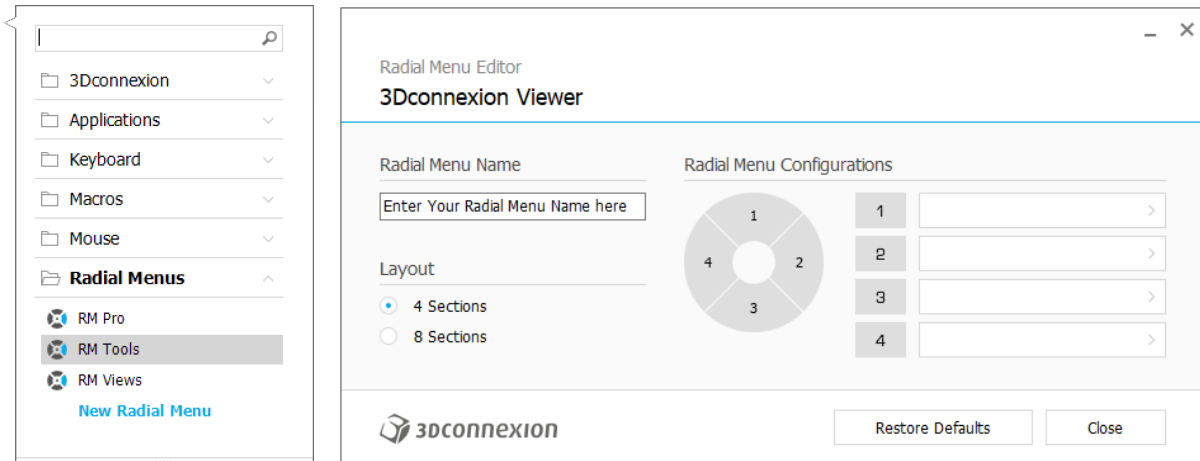 3Dconnexion
Applications
Keyboard
Macros
Mouse
Radial Menus
RM Pro
RM Tools
RM Views
New Radial Menu
Radial Menu Editor
3Dconnexion Viewer
Radial Menu Name
Enter Your Radial Menu Name here
Layout
4 Sections
8 Sections
Radial Menu Configurations
1
2
3
4
1
2
3
4
3Dconnexion
Restore Defaults
Close